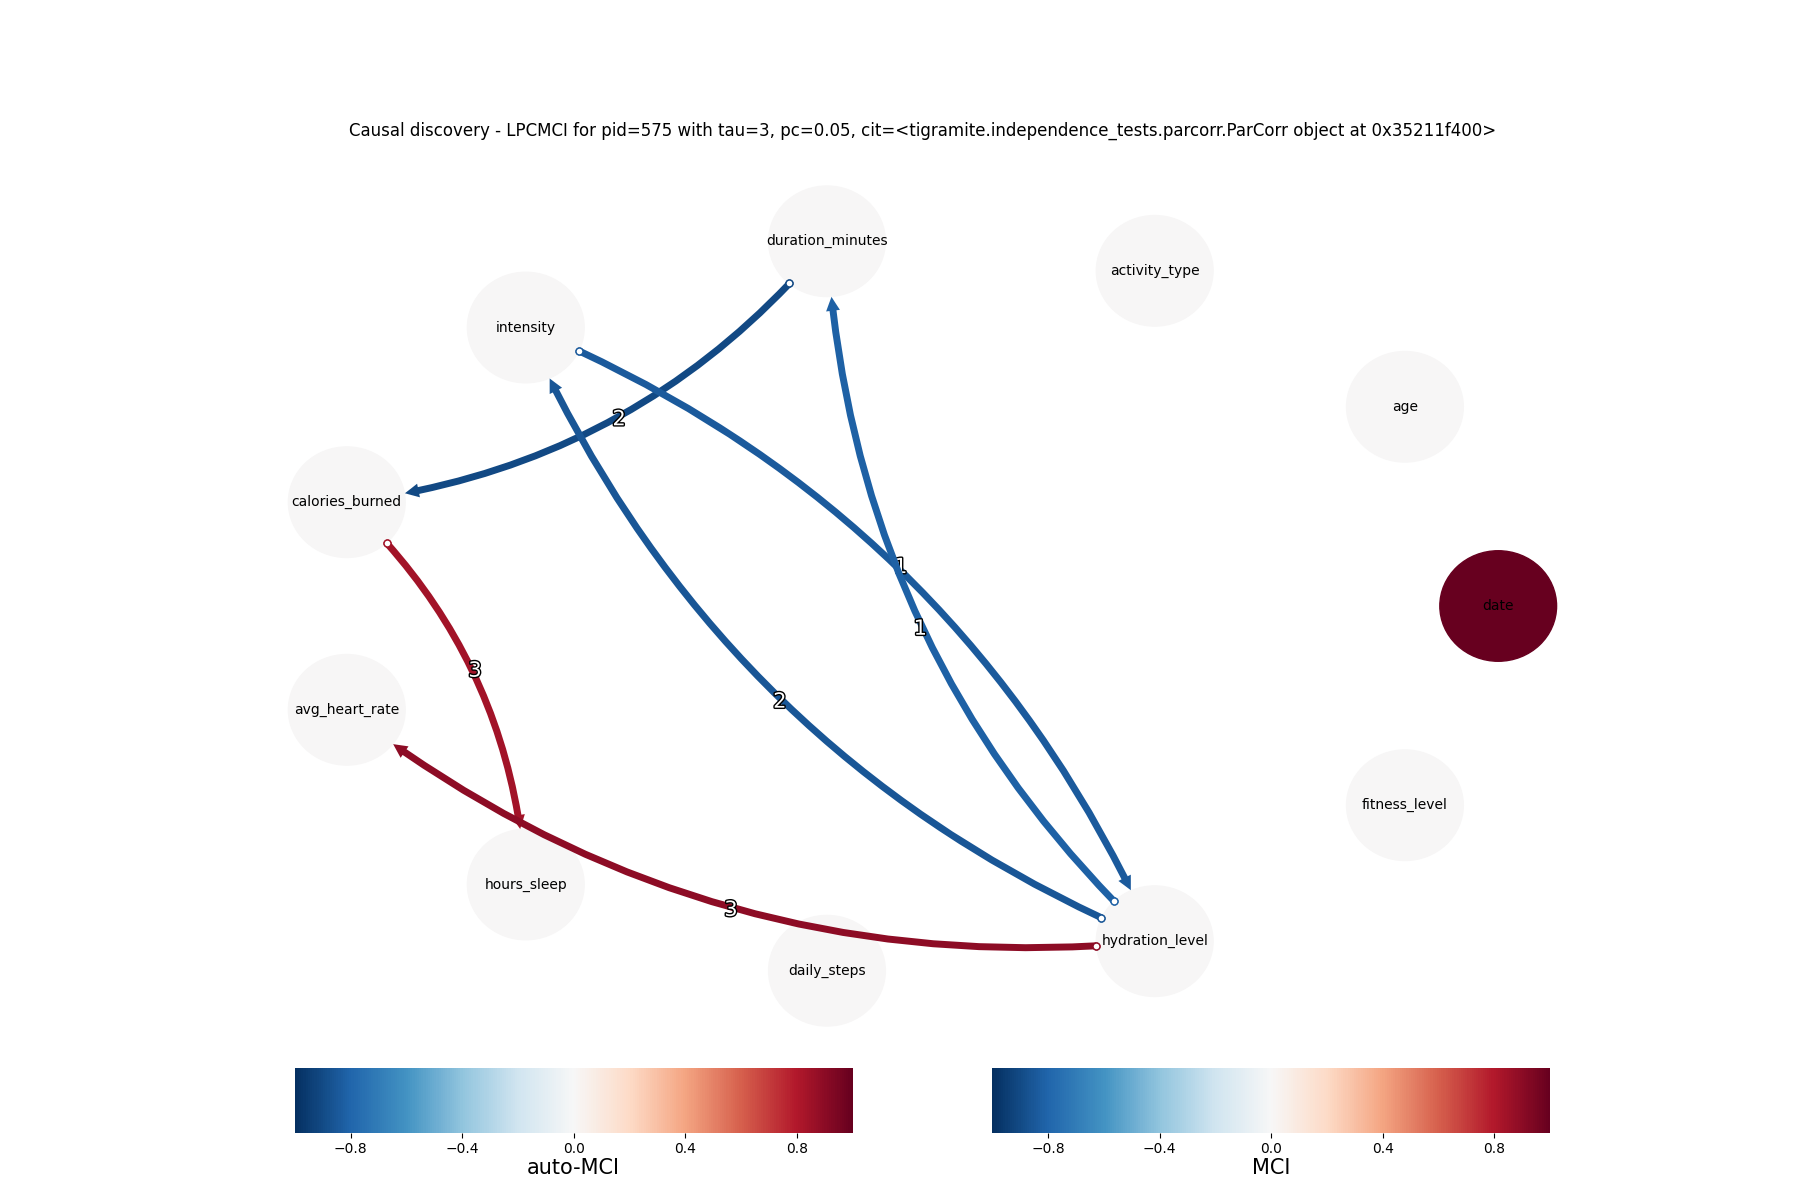 Causal discovery - LPCMCI for pid=575 with tau=3, pc=0.05, cit=<tigramite.independence_tests.parcorr.ParCorr object at 0x35211f400>
duration_minutes
activity_type
intensity
age
2
calories_burned
1
date
1
3
2
avg_heart_rate
fitness_level
hours_sleep
3
hydration_level
daily_steps
−0.8 −0.4 0.0 0.4 0.8
auto-MCI
−0.8 −0.4 0.0 0.4 0.8
MCI